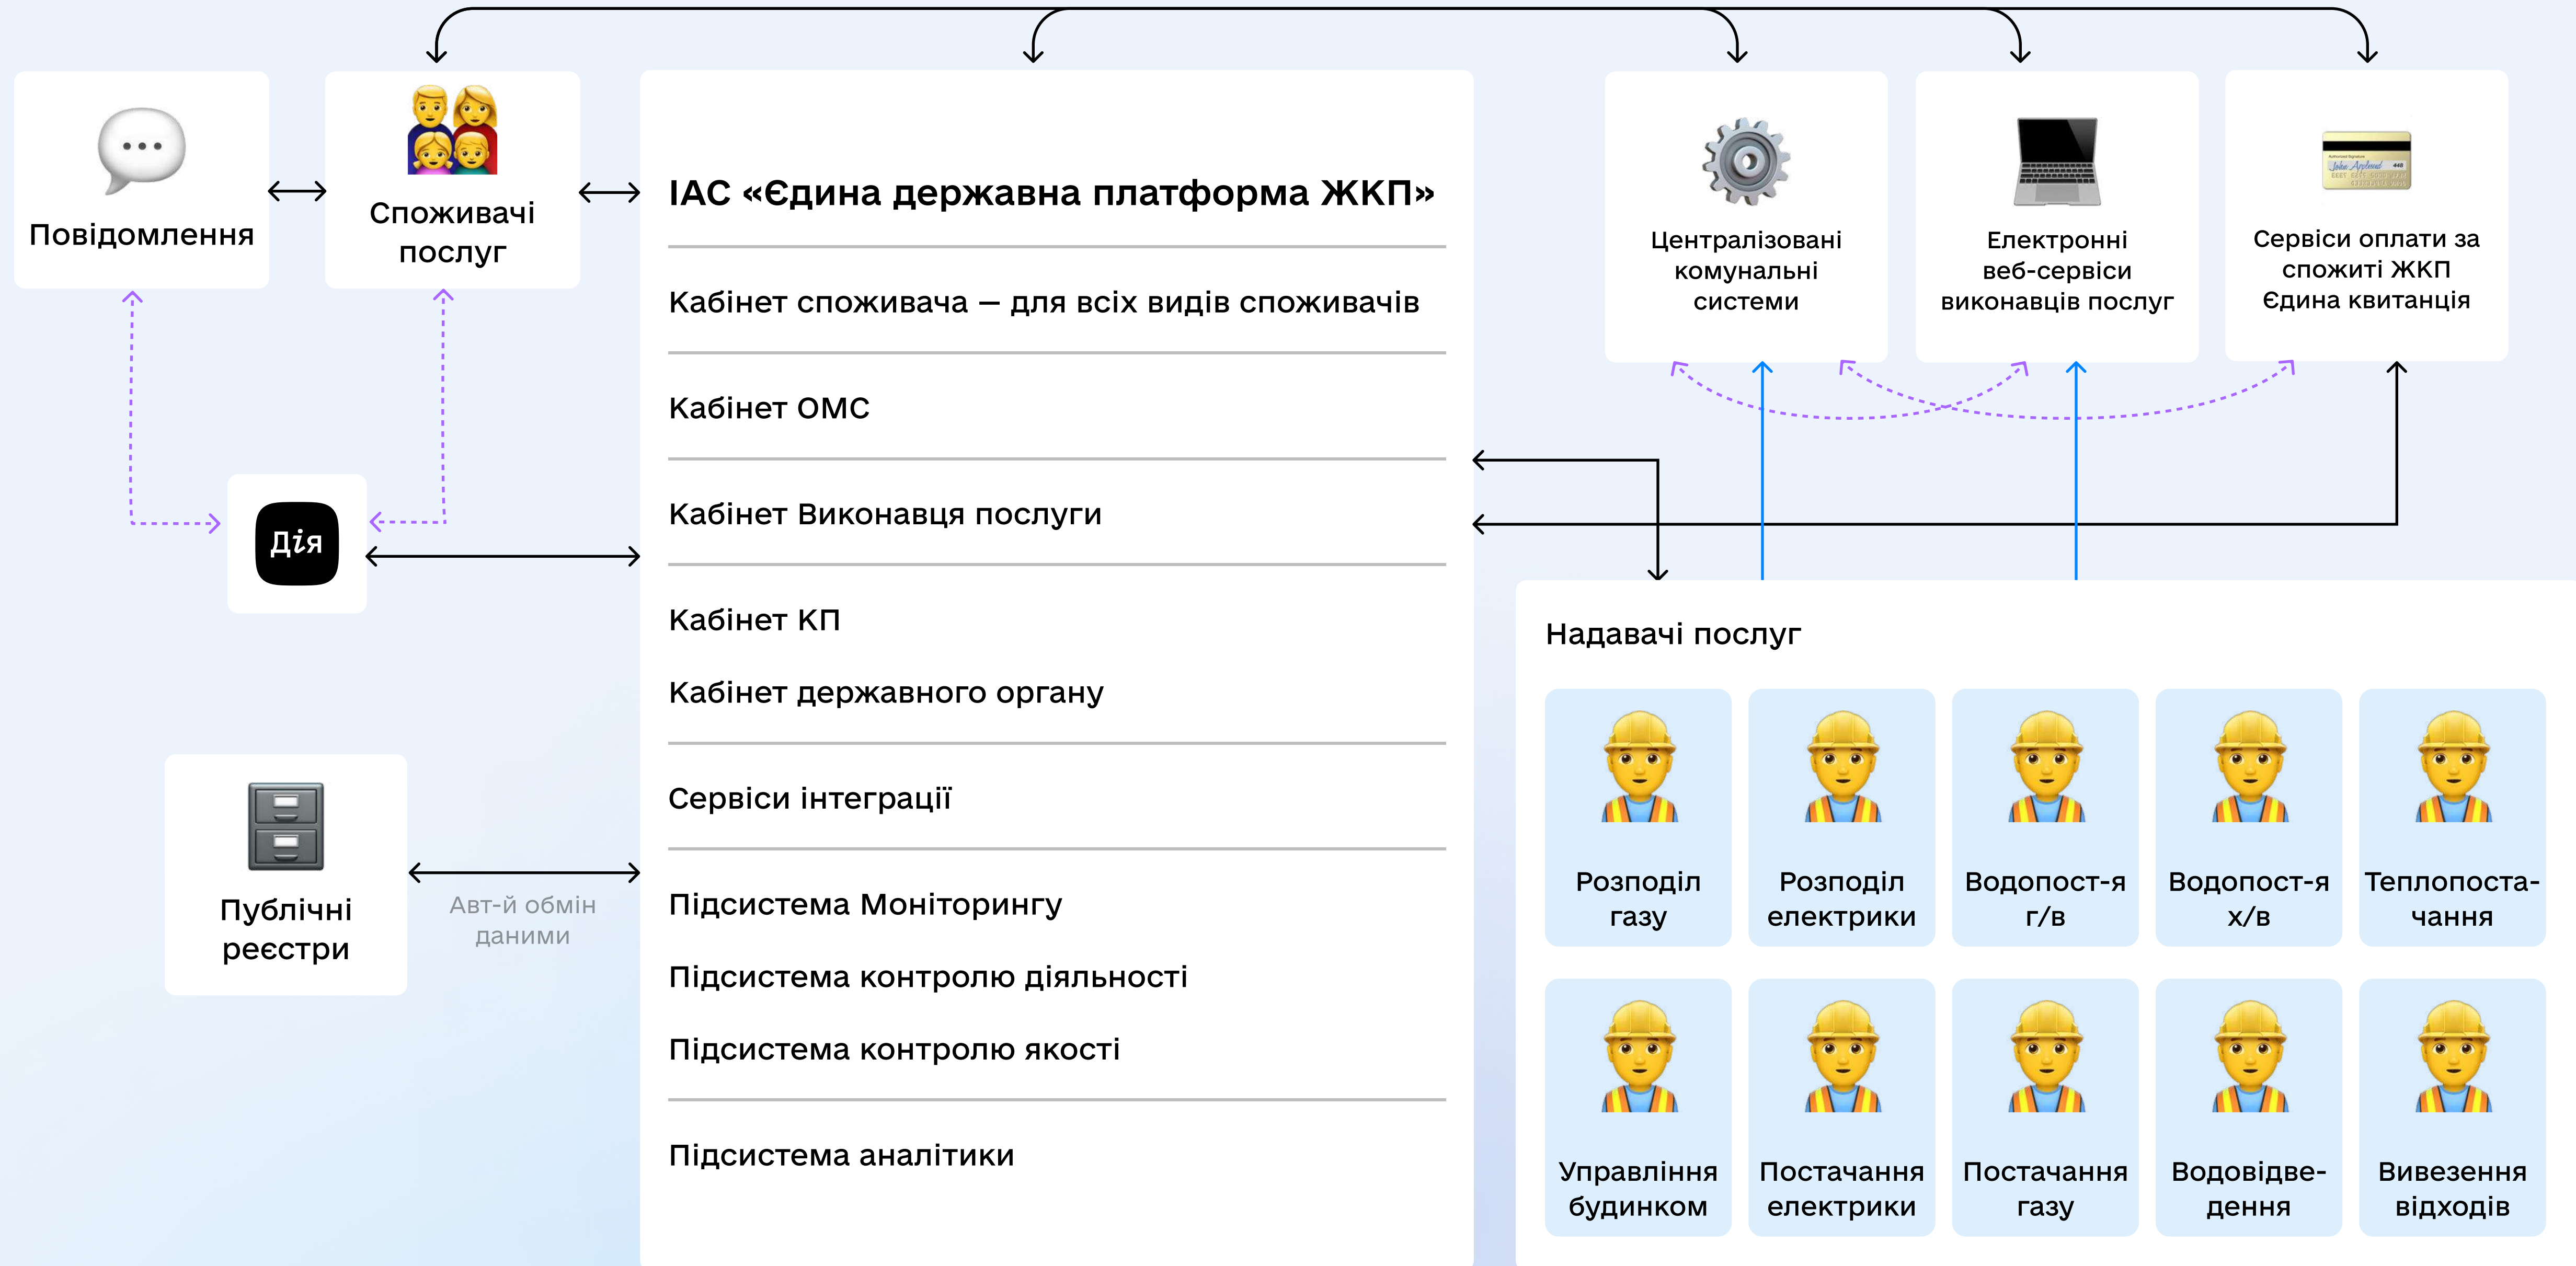 Повідомлення
Споживачі
послуг
ІАС «Єдина державна платформа ЖКП»
Кабінет споживача — для всіх видів споживачів
Кабінет ОМС
Кабінет Виконавця послуги
Кабінет КП
Кабінет державного органу
Сервіси інтеграції
Підсистема Моніторингу
Підсистема контролю діяльності
Підсистема контролю якості
Підсистема аналітики
Дія
Публічні
реєстри
Авт-й обмін
даними
Централізовані
комунальні
системи
Електронні
веб-сервіси
виконавців послуг
Сервіси оплати за
спожиті ЖКП
Єдина квитанція
Надавачі послуг
Розподіл
газу
Розподіл
електрики
Водопост-я
г/в
Водопост-я
х/в
Теплопоста-
чання
Управління
будинком
Постачання
електрики
Постачання
газу
Водовідве-
дення
Вивезення
відходів